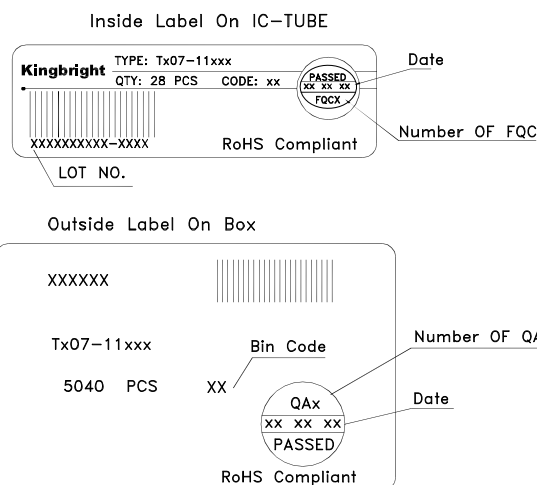 Inside Label On IC-TUBE
Kingbright
TYPE: Tx07-11xxx
QTY: 28 PCS CODE: xx
PASSED
xx xx xx
FQCX
Date
Number OF FQC
XXXXXXXXXX-XXXX
RoHS Compliant
LOT NO.
Outside Label On Box
XXXXXX
Tx07-11xxx
Bin Code
Number OF QA
5040 PCS
XX
QAx
xx xx xx
PASSED
Date
RoHS Compliant